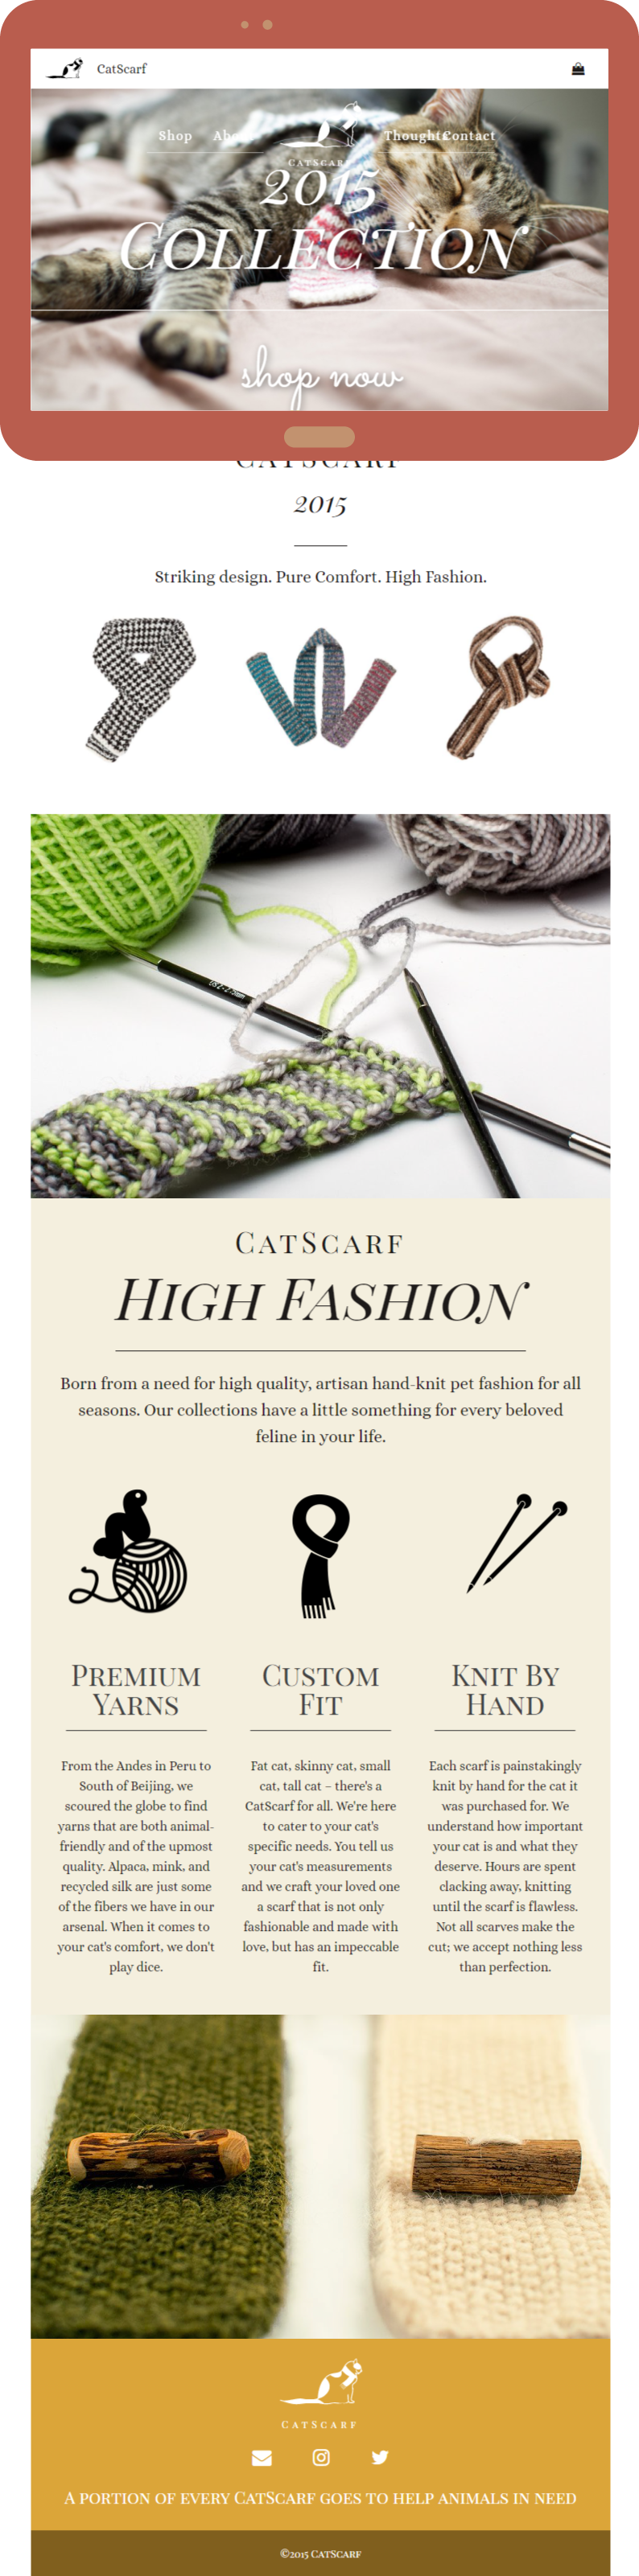 CatScarf
Shop Abo Thoughts Contact
CATSCAR
2015
COLLECTION
shop now
CATSCARF
2015
Striking design. Pure Comfort. High Fashion.
US 2 - 2.75mm
CATSCARF
HIGH FASHION
Born from a need for high quality, artisan hand-knit pet fashion for all
seasons. Our collections have a little something for every beloved
feline in your life.
PREMIUM
YARNS
From the Andes in Peru to
South of Beijing, we
scoured the globe to find
yarns that are both animal-
friendly and of the upmost
quality. Alpaca, mink, and
recycled silk are just some
of the fibers we have in our
arsenal. When it comes to
your cat's comfort, we don't
play dice.
CUSTOM
FIT
Fat cat, skinny cat, small
cat, tall cat – there's a
CatScarf for all. We're here
to cater to your cat's
specific needs. You tell us
your cat's measurements
and we craft your loved one
a scarf that is not only
fashionable and made with
love, but has an impeccable
fit.
KNIT BY
HAND
Each scarf is painstakingly
knit by hand for the cat it
was purchased for. We
understand how important
your cat is and what they
deserve. Hours are spent
clacking away, knitting
until the scarf is flawless.
Not all scarves make the
cut; we accept nothing less
than perfection.
CATSCARF
A PORTION OF EVERY CATSCARF GOES TO HELP ANIMALS IN NEED
©2015 CATSCARF